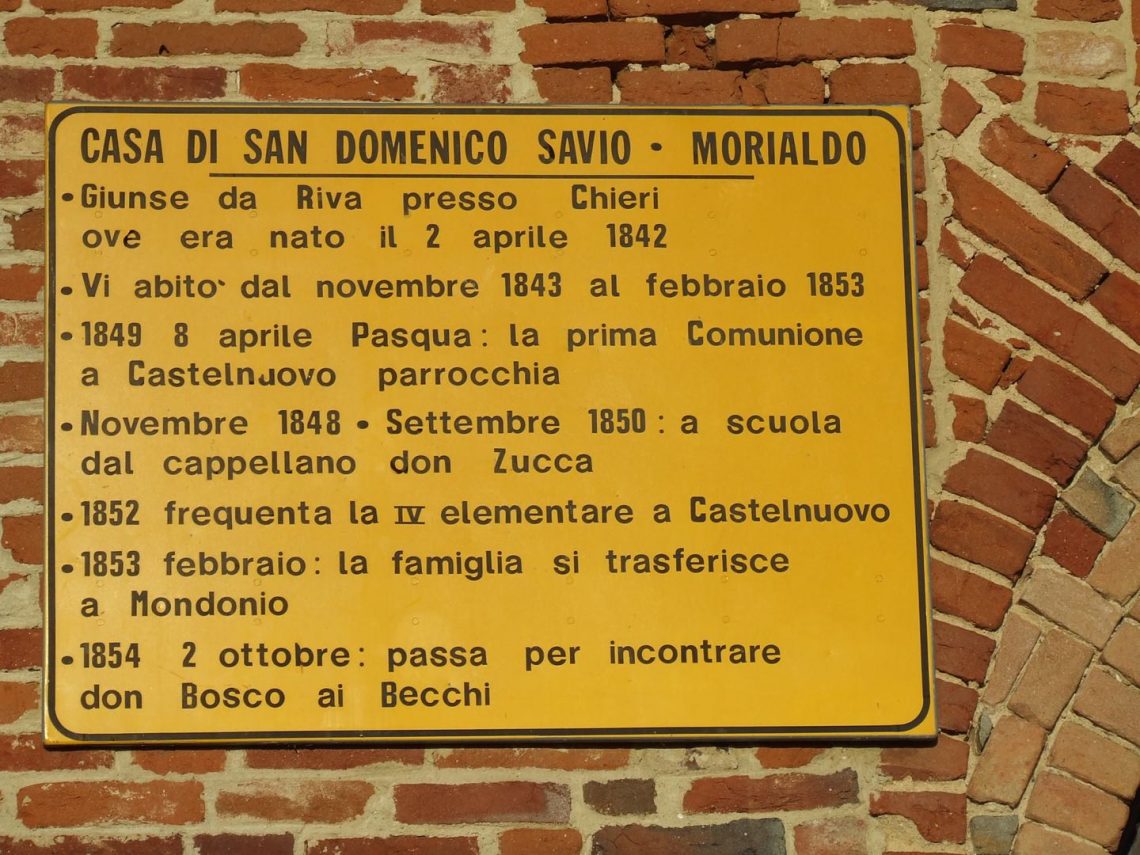 CASA DI SAN DOMENICO SAVIO • MORIALDO
• Giunse da Riva presso Chieri
ove era nato il 2 aprile 1842
• Vi abitò dal novembre 1843 al febbraio 1853
• 1849 8 aprile Pasqua: la prima Comunione
a Castelnuovo parrocchia
• Novembre 1848 • Settembre 1850: a scuola
dal cappellano don Zucca
• 1852 frequenta la IV elementare a Castelnuovo
• 1853 febbraio: la famiglia si trasferisce
a Mondonio
• 1854 2 ottobre: passa per incontrare
don Bosco ai Becchi